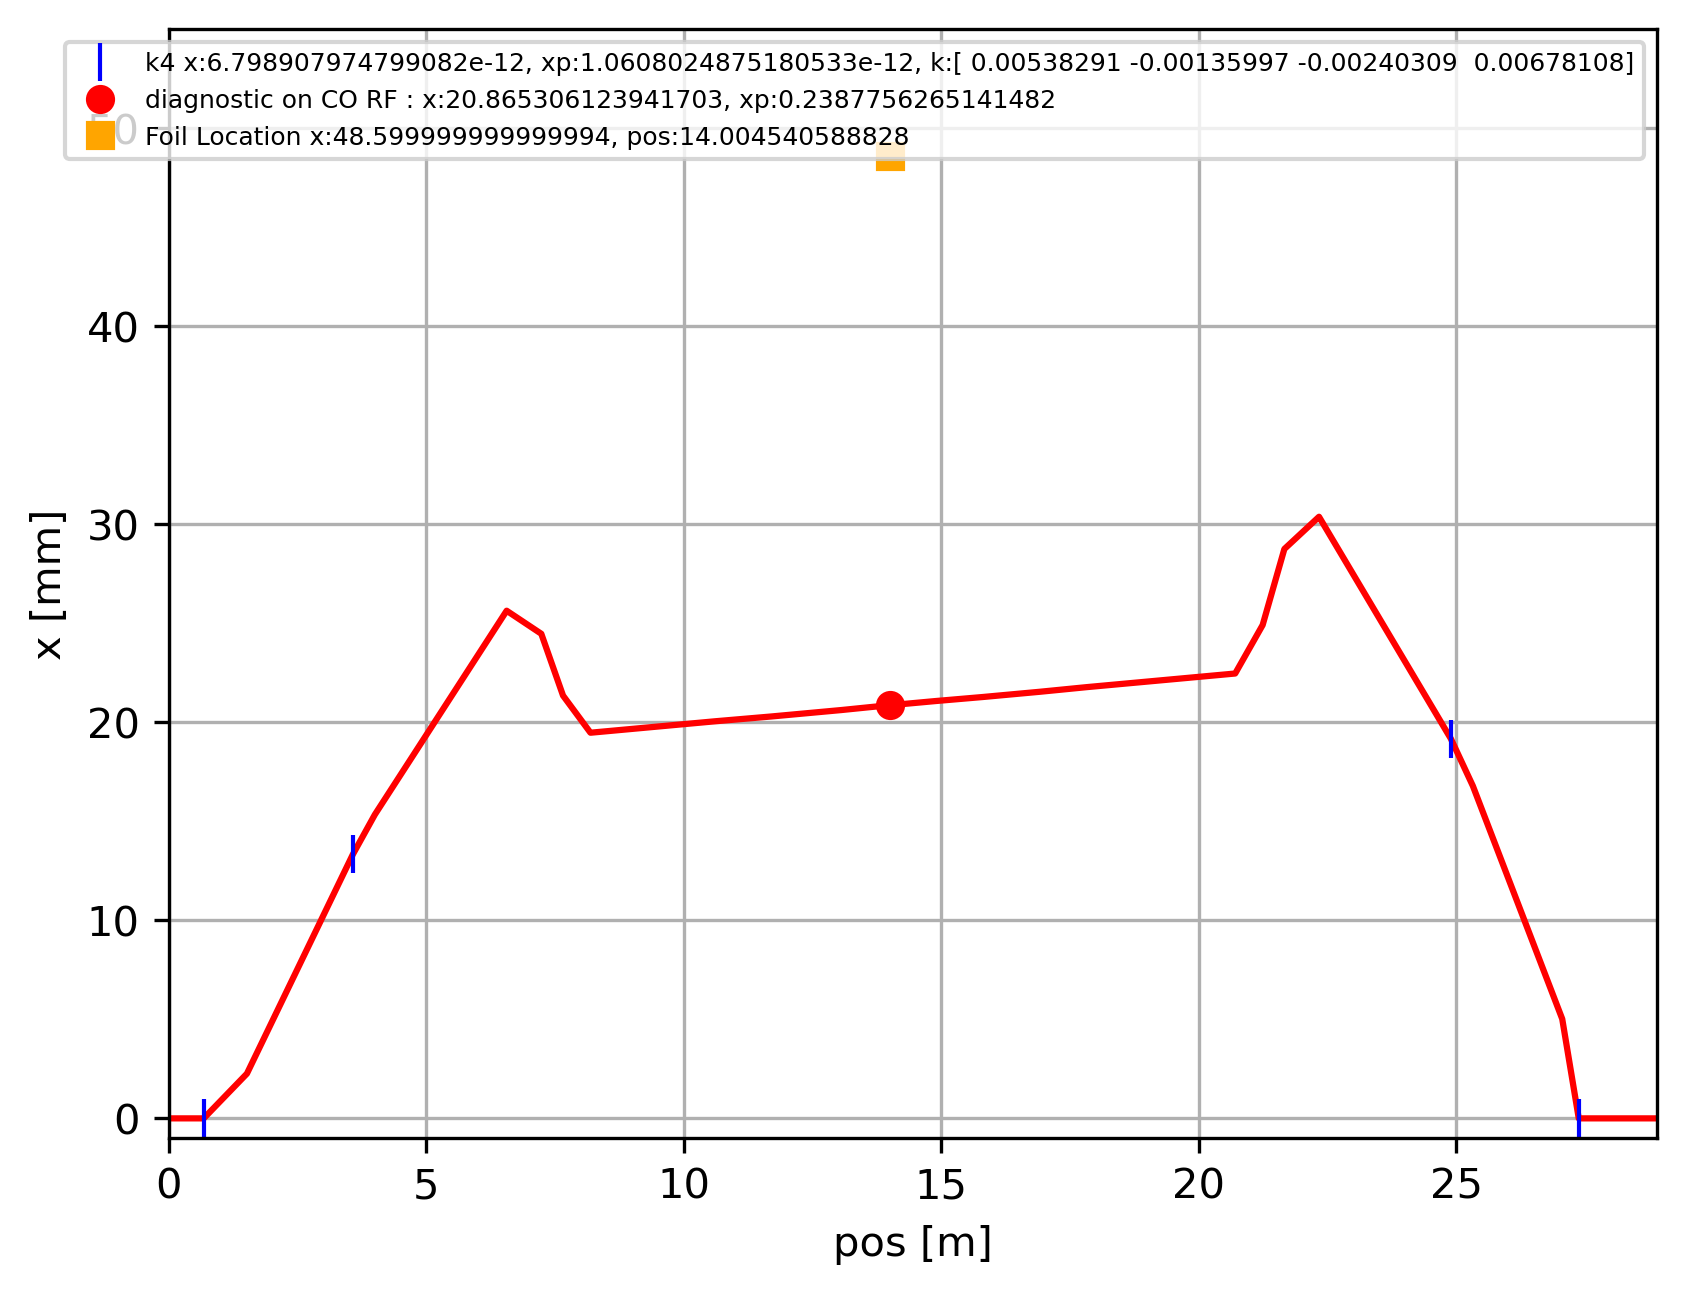 k4 x:6.798907974799082e-12, xp:1.0608024875180533e-12, k:[ 0.00538291 -0.00135997 -0.00240309  0.00678108]
diagnostic on CO RF : x:20.865306123941703, xp:0.2387756265141482
Foil Location x:48.599999999999994, pos:14.004540588828
50
40
30
20
10
0
x [mm]
0 5 10 15 20 25
pos [m]